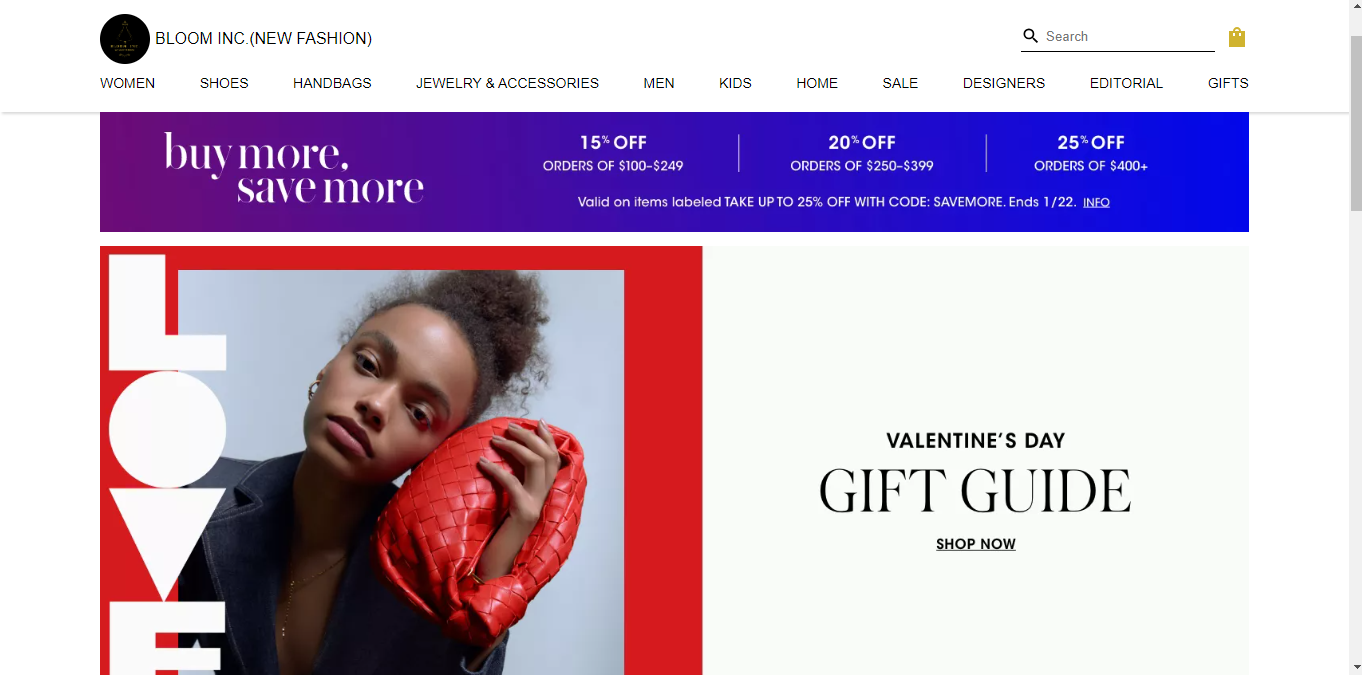 BLOOM INC.(NEW FASHION)
Search
WOMEN SHOES HANDBAGS JEWELRY & ACCESSORIES MEN KIDS HOME SALE DESIGNERS EDITORIAL GIFTS
buy more,
save more
15% OFF
ORDERS OF $100–$249
20% OFF
ORDERS OF $250–$399
25% OFF
ORDERS OF $400+
Valid on items labeled TAKE UP TO 25% OFF WITH CODE: SAVEMORE. Ends 1/22. INFO
LOVE
VALENTINE'S DAY
GIFT GUIDE
SHOP NOW